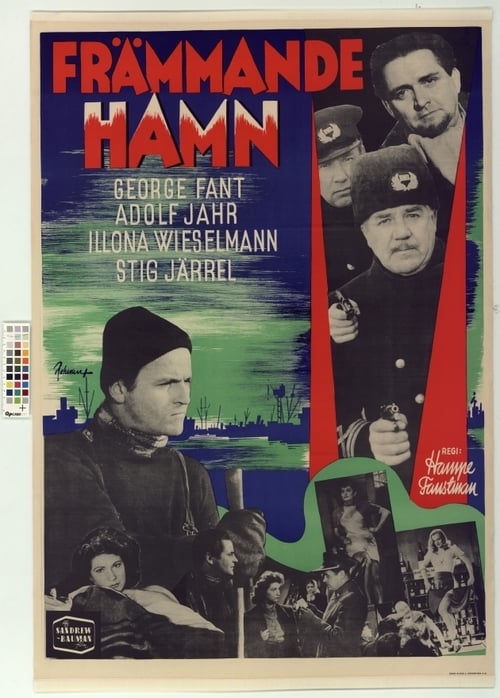 FRÄMMANDE
HAMN
GEORGE FANT
ADOLF JAHR
ILLONA WIESELMANN
STIG JÄRREL
REGI:
Hampe
Faustman
SANDREW-
BAUMAN